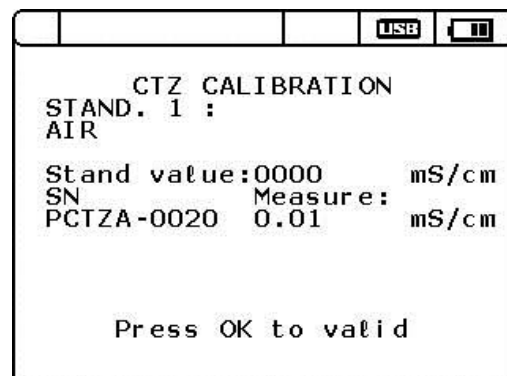 USB
CTZ CALIBRATION
STAND. 1 :
AIR
Stand value:0000 mS/cm
SN Measure:
PCTZA-0020 0.01 mS/cm
Press OK to valid